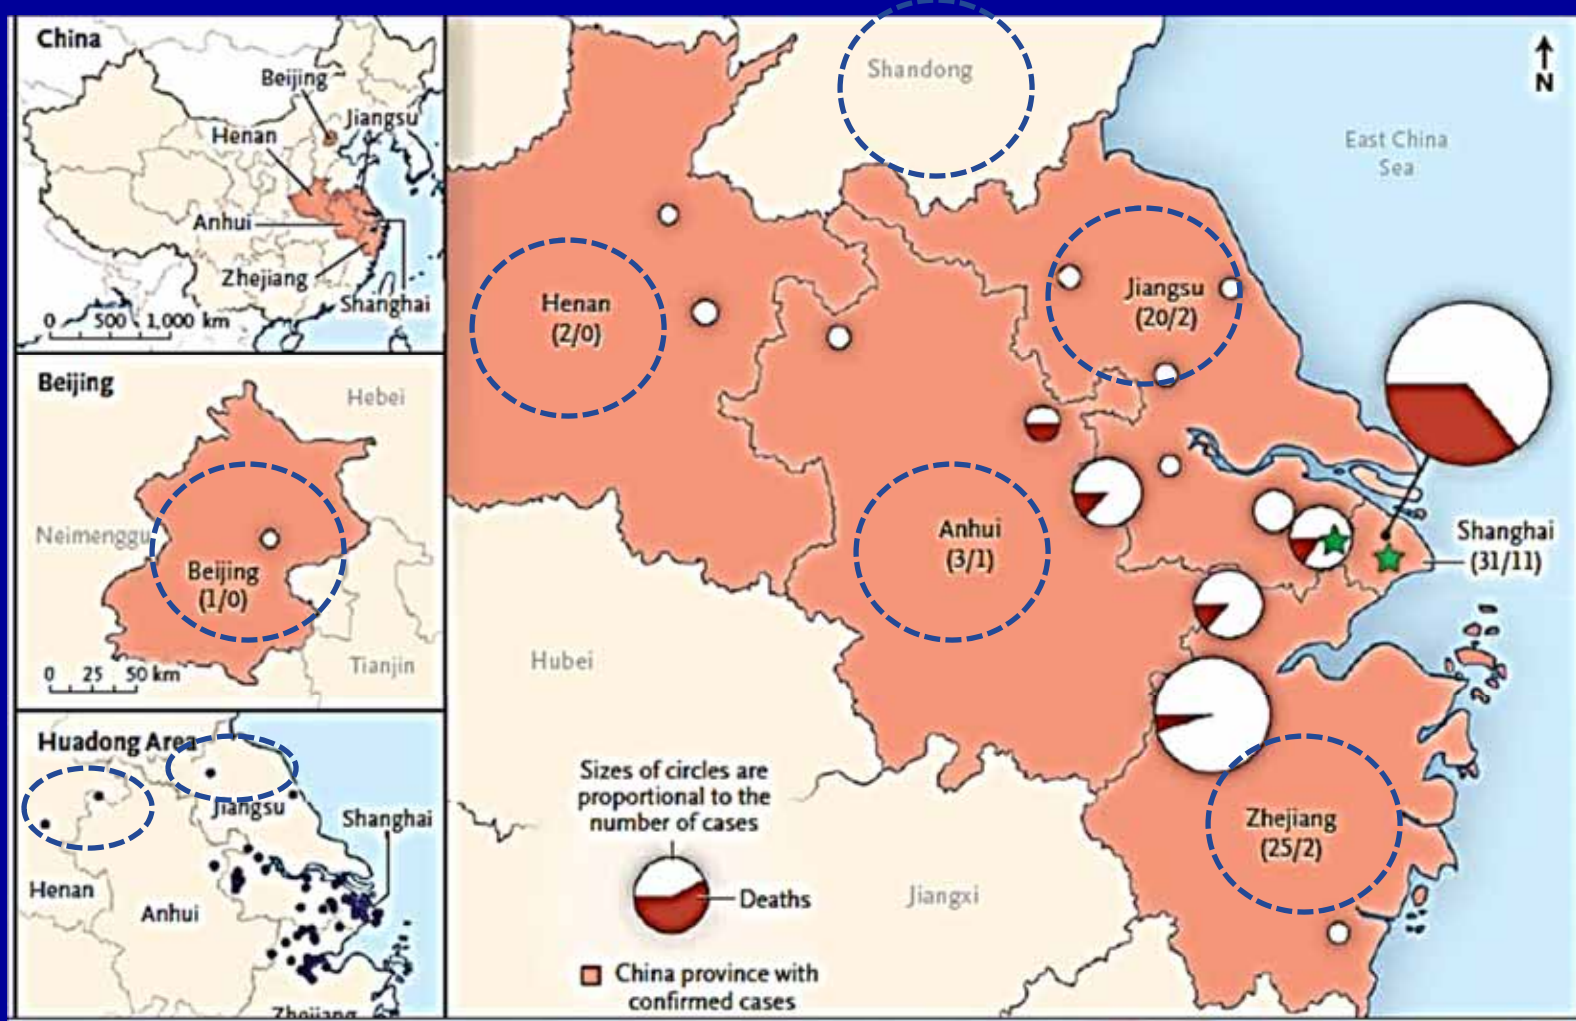 China
Beijing
Jiangsu
Henan
Anhui
Zhejiang
Shanghai
0 500 1,000 km
Beijing
Hebei
Neimenggu
Beijing
(1/0)
Tianjin
0 25 50 km
Huadong Area
Jiangsu
Shanghai
Henan
Anhui
Zhejiang
Shandong
N
East China
Sea
Henan
(2/0)
Jiangsu
(20/2)
Anhui
(3/1)
Shanghai
(31/11)
Hubei
Zhejiang
(25/2)
Jiangxi
Sizes of circles are
proportional to the
number of cases
Deaths
China province with
confirmed cases